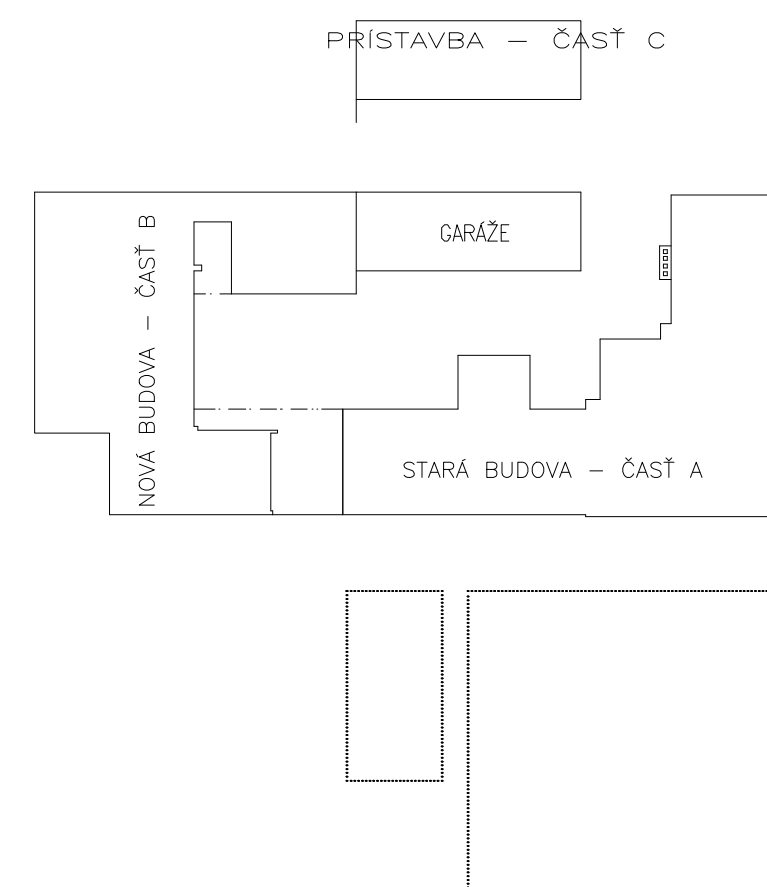 PRÍSTAVBA – ČASŤ C
GARÁŽE
NOVÁ BUDOVA – ČASŤ B
STARÁ BUDOVA – ČASŤ A